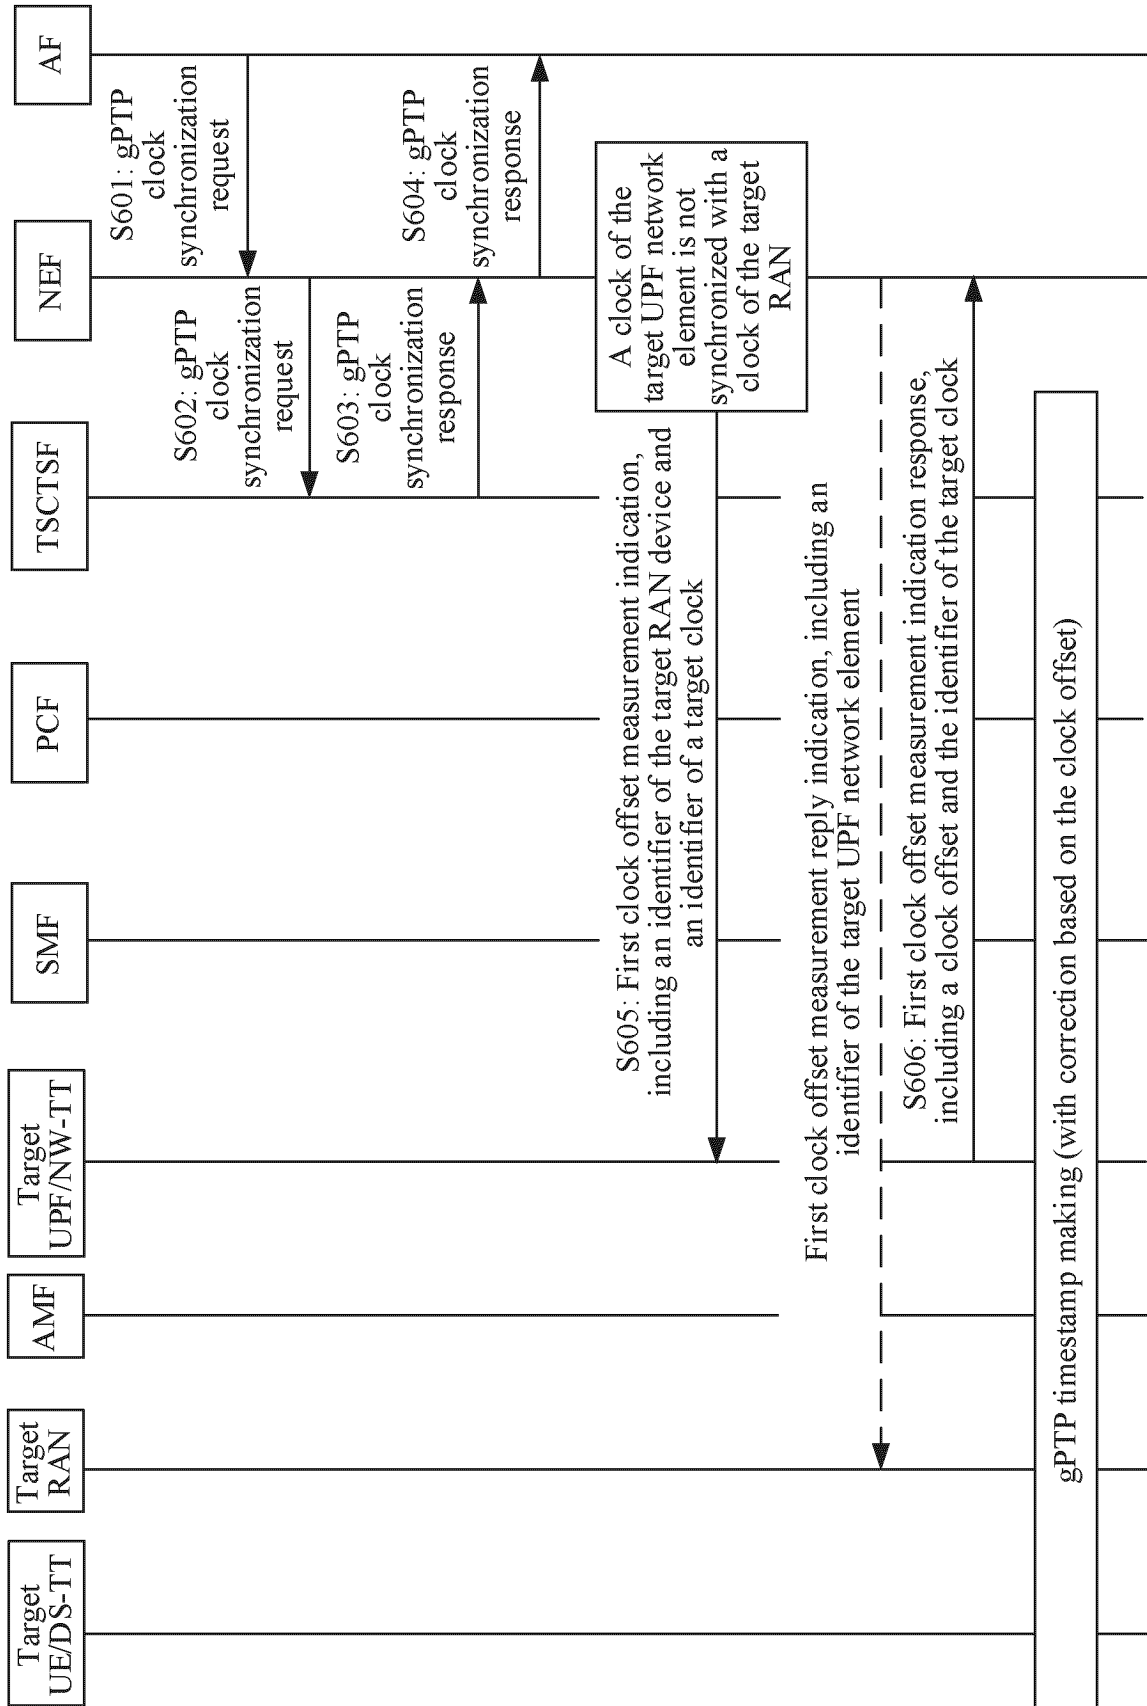 Target
UE/DS-TT
Target
RAN
AMF
Target
UPF/NW-TT
SMF
PCF
TSCTSF
NEF
AF
S601: gPTP
clock
synchronization
request
S602: gPTP
clock
synchronization
request
S603: gPTP
clock
synchronization
response
S604: gPTP
clock
synchronization
response
A clock of the
target UPF network
element is not
synchronized with a
clock of the target
RAN
S605: First clock offset measurement indication,
including an identifier of the target RAN device and
an identifier of a target clock
First clock offset measurement reply indication, including an
identifier of the target UPF network element
S606: First clock offset measurement indication response,
including a clock offset and the identifier of the target clock
gPTP timestamp making (with correction based on the clock offset)